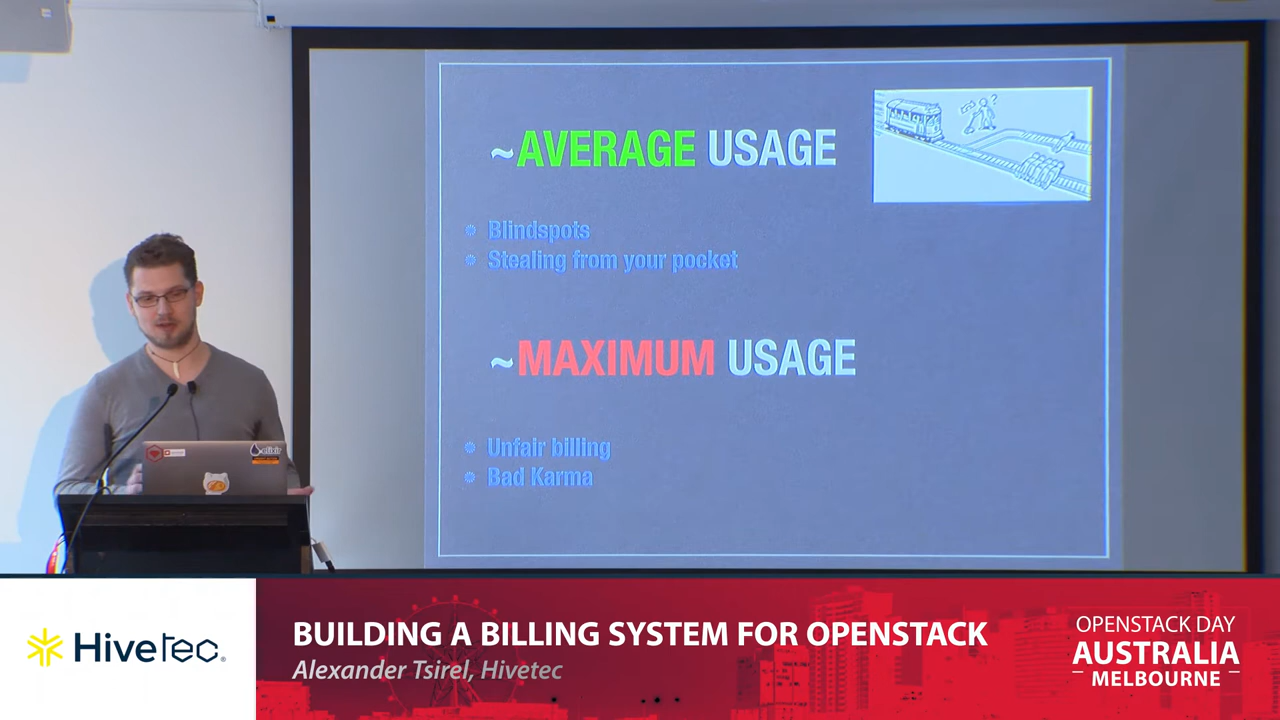 ~AVERAGE USAGE
Blindspots
Stealing from your pocket
~MAXIMUM USAGE
Unfair billing
Bad Karma
elixir
Hivetec
BUILDING A BILLING SYSTEM FOR OPENSTACK
Alexander Tsirel, Hivetec
OPENSTACK DAY
AUSTRALIA
MELBOURNE